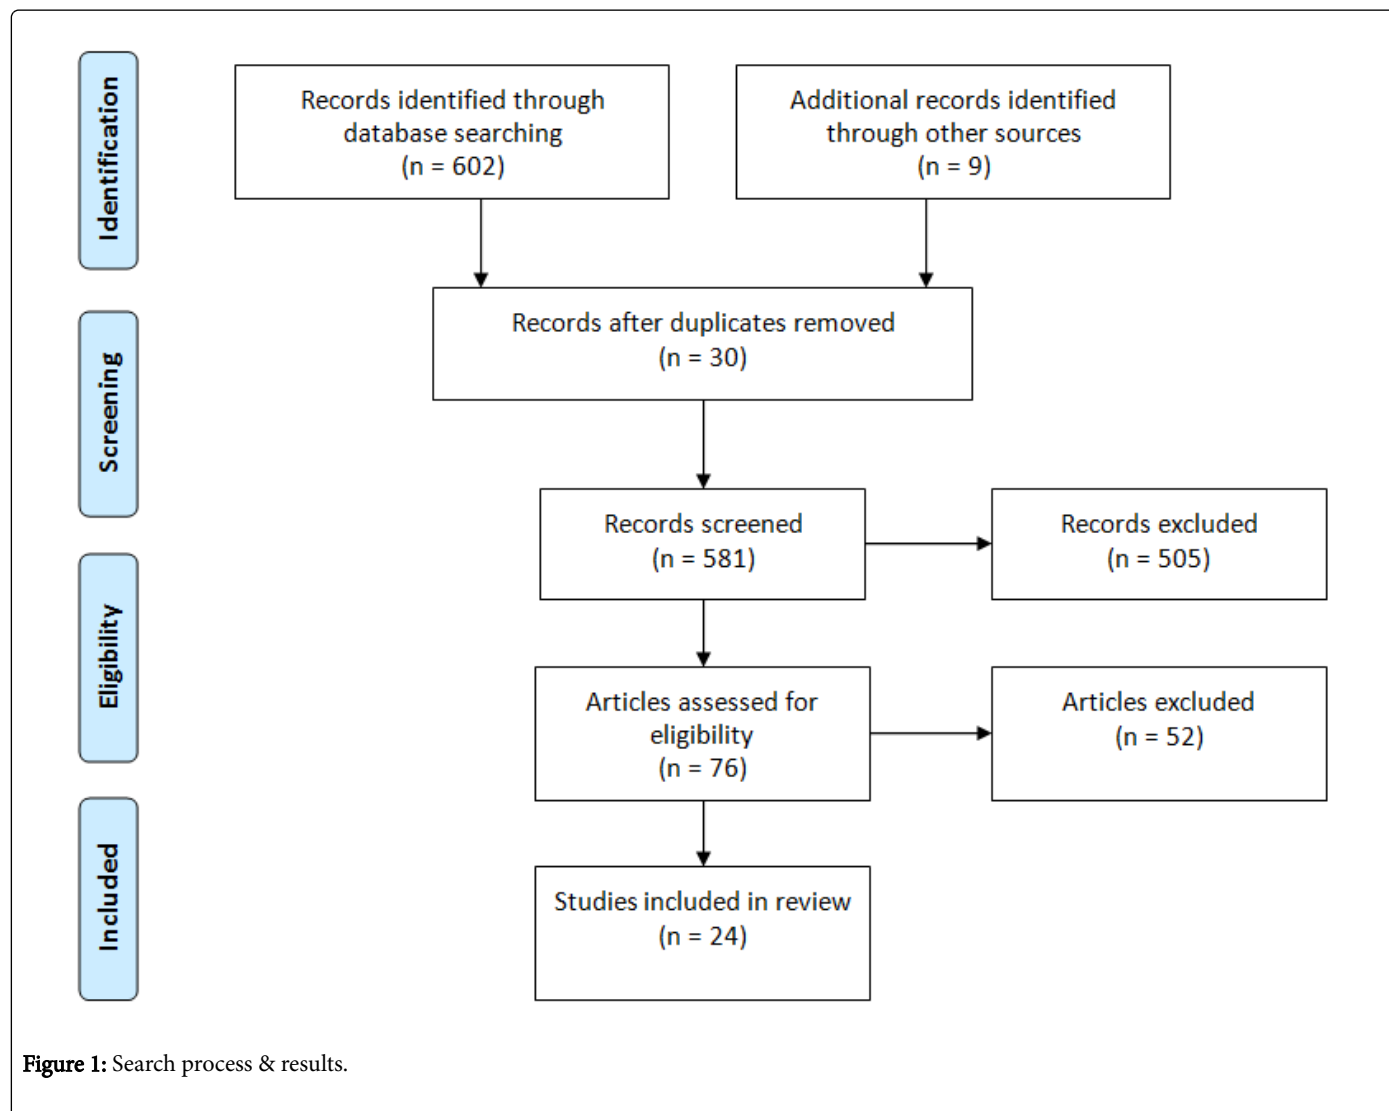 Identification
Records identified through
database searching
(n = 602)
Additional records identified
through other sources
(n = 9)
Screening
Records after duplicates removed
(n = 30)
Records screened
(n = 581)
Records excluded
(n = 505)
Eligibility
Articles assessed for
eligibility
(n = 76)
Articles excluded
(n = 52)
Included
Studies included in review
(n = 24)
Figure 1: Search process & results.